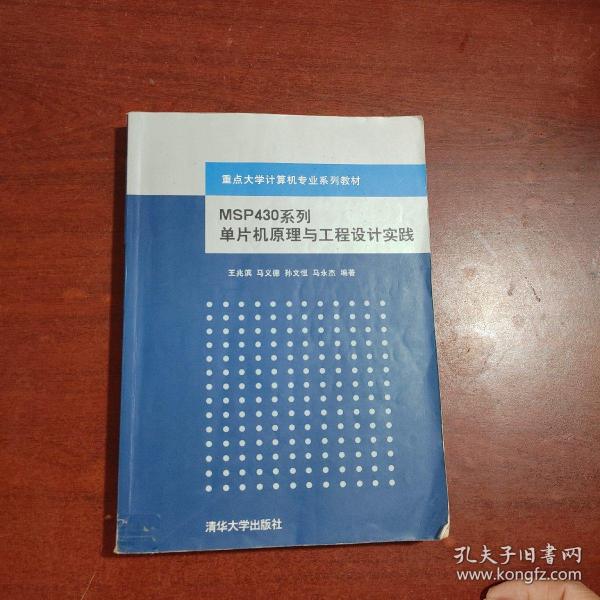 重点大学计算机专业系列教材
MSP430系列
单片机原理与工程设计实践
王兆滨 马义德 孙文恒 马永杰 编著
清华大学出版社
孔夫子旧書网
www.kongfz.com